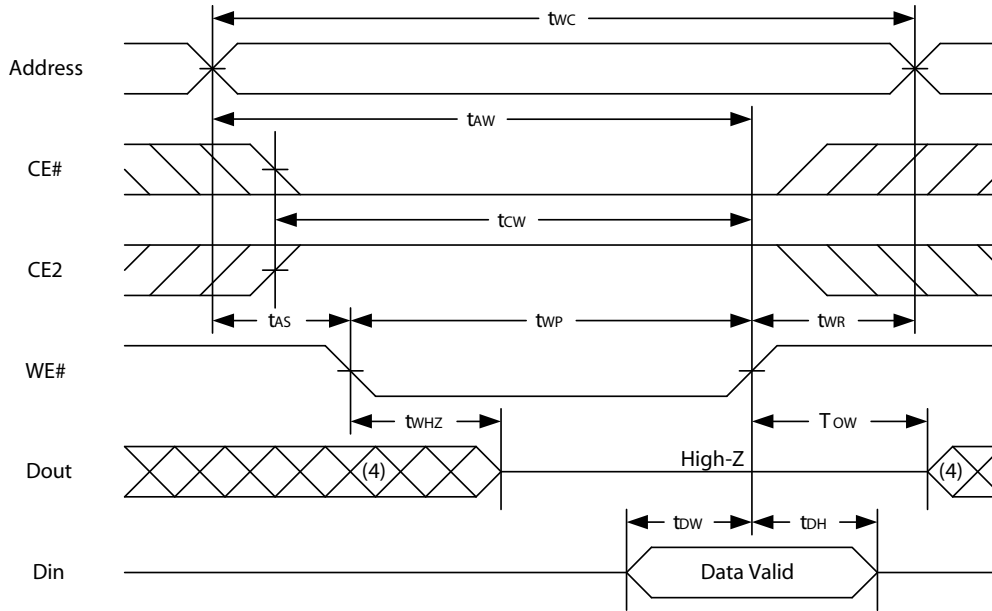 tWC
Address
tAW
CE#
tCW
CE2
tAS tWP tWR
WE#
tWHZ TOW
Dout (4) High-Z (4)
tDW tDH
Din Data Valid